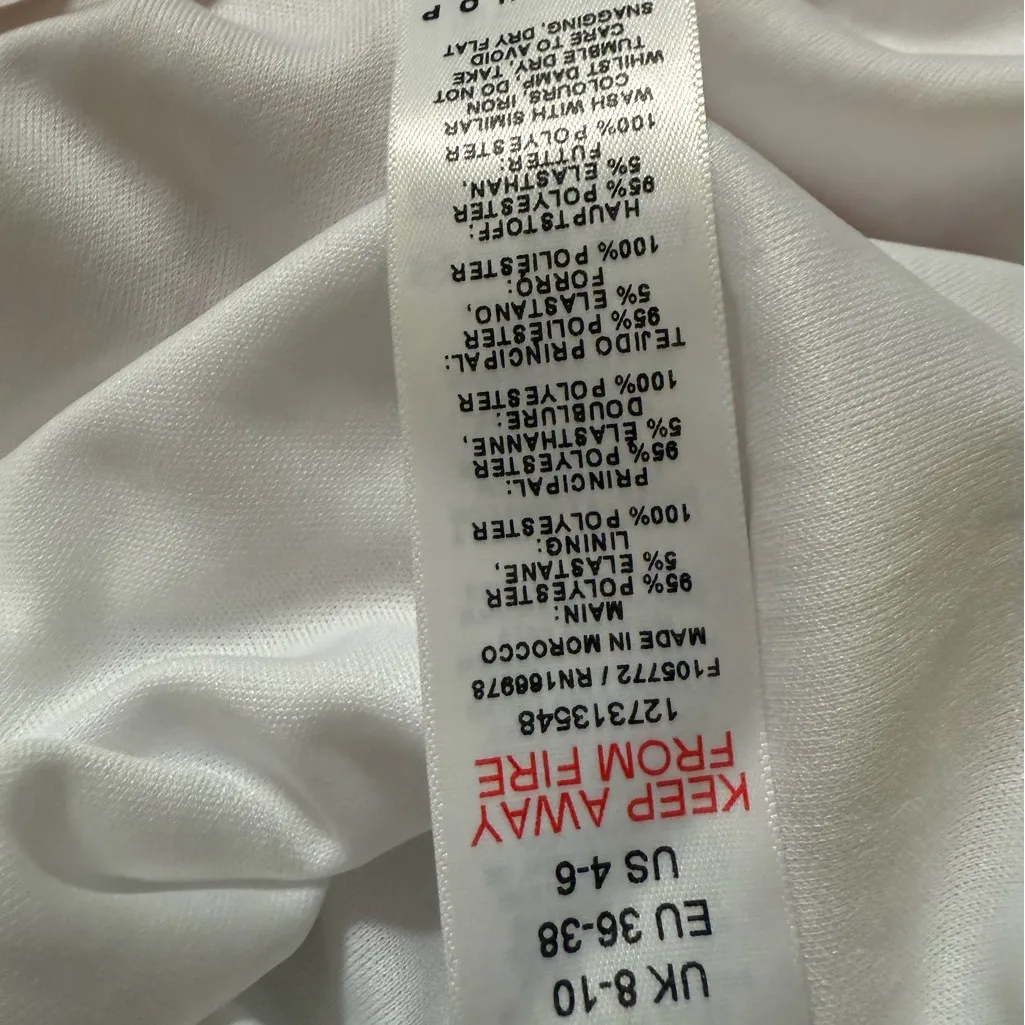 UK 8-10
EU 36-38
US 4-6
KEEP AWAY
FROM FIRE
127313548
F105772 / RN166978
MADE IN MOROCCO
MAIN:
95% POLYESTER
5% ELASTANE,
LINING:
100% POLYESTER
PRINCIPAL:
95% POLYESTER
5% ELASTHANNE,
DOUBLURE:
100% POLYESTER
TEJIDO PRINCIPAL:
95% POLIESTER
5% ELASTANO,
FORRO:
100% POLIESTER
HAUPTSTOFF:
95% POLYESTER
5% ELASTHAN,
FUTTER:
100% POLYESTER
WASH WITH SIMILAR
COLOURS, IRON
WHILST DAMP, DO NOT
TUMBLE DRY, TAKE
CARE TO AVOID
SNAGGING, DRY FLAT